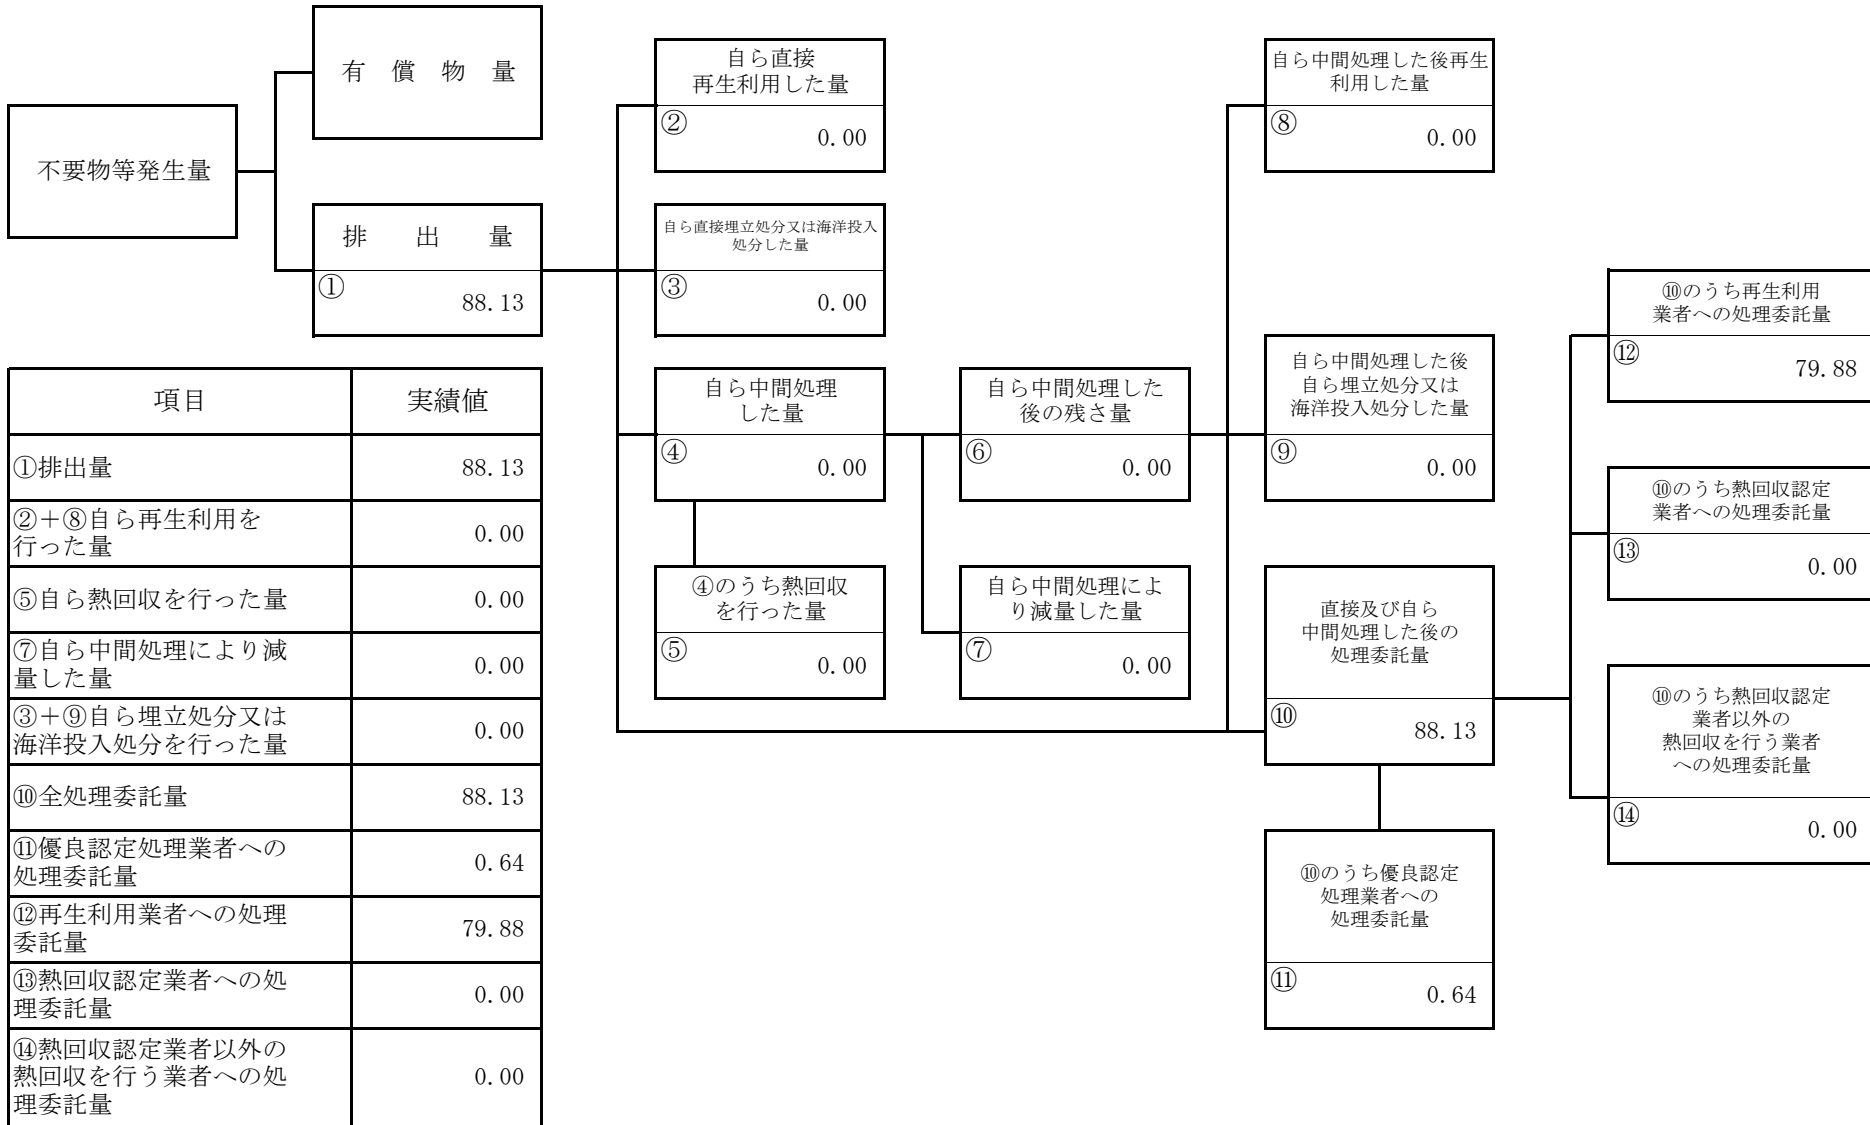 有 償 物 量
不要物等発生量
排 出 量
①
88.13
自ら直接
再生利用した量
②
0.00
自ら直接埋立処分又は海洋投入
処分した量
③
0.00
自ら中間処理
した量
④
0.00
④のうち熱回収
を行った量
⑤
0.00
自ら中間処理した
後の残さ量
⑥
0.00
自ら中間処理によ
り減量した量
⑦
0.00
自ら中間処理した後再生
利用した量
⑧
0.00
自ら中間処理した後
自ら埋立処分又は
海洋投入処分した量
⑨
0.00
直接及び自ら
中間処理した後の
処理委託量
⑩
88.13
⑩のうち優良認定
処理業者への
処理委託量
⑪
0.64
⑩のうち再生利用
業者への処理委託量
⑫
79.88
⑩のうち熱回収認定
業者への処理委託量
⑬
0.00
⑩のうち熱回収認定
業者以外の
熱回収を行う業者
への処理委託量
⑭
0.00
項目 実績値
①排出量 88.13
②＋⑧自ら再生利用を
行った量 0.00
⑤自ら熱回収を行った量 0.00
⑦自ら中間処理により減
量した量 0.00
③＋⑨自ら埋立処分又は
海洋投入処分を行った量 0.00
⑩全処理委託量 88.13
⑪優良認定処理業者への
処理委託量 0.64
⑫再生利用業者への処理
委託量 79.88
⑬熱回収認定業者への処
理委託量 0.00
⑭熱回収認定業者以外の
熱回収を行う業者への処
理委託量 0.00